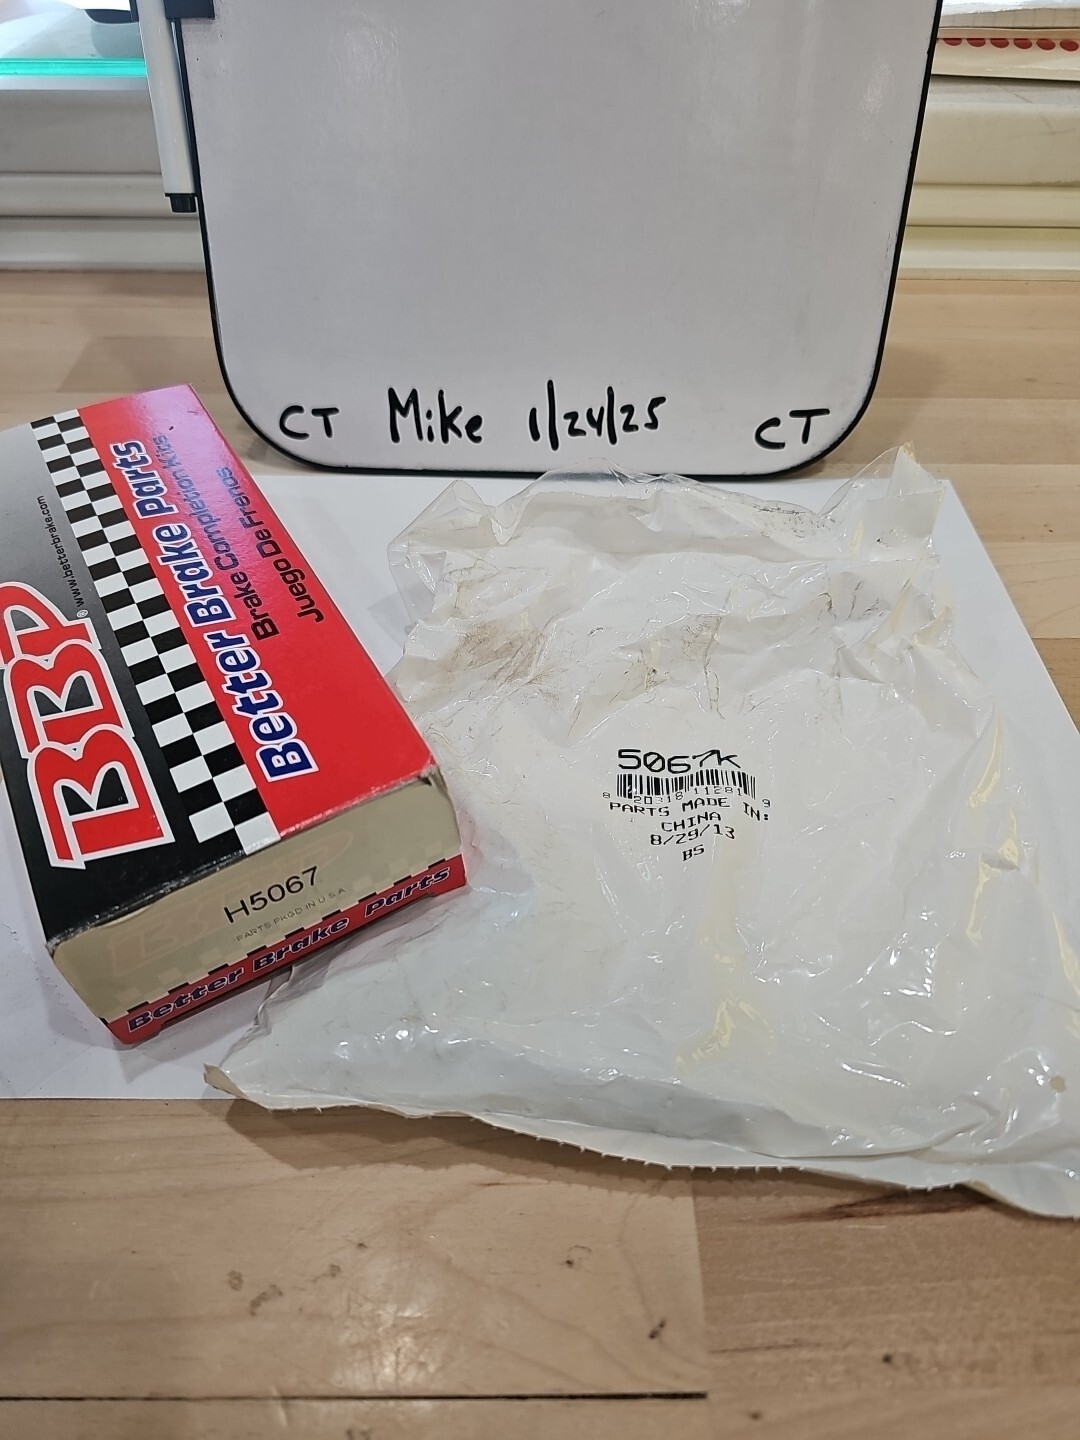 CT Mike 1/24/25 CT
BBP
® www.betterbrake.com
Better Brake Parts
Brake Completion Kits
Juego De Frenos
H5067
PARTS PKGD IN U.S.A
Better Brake Parts
5067K
PARTS MADE IN:
CHINA
8/29/13
BS